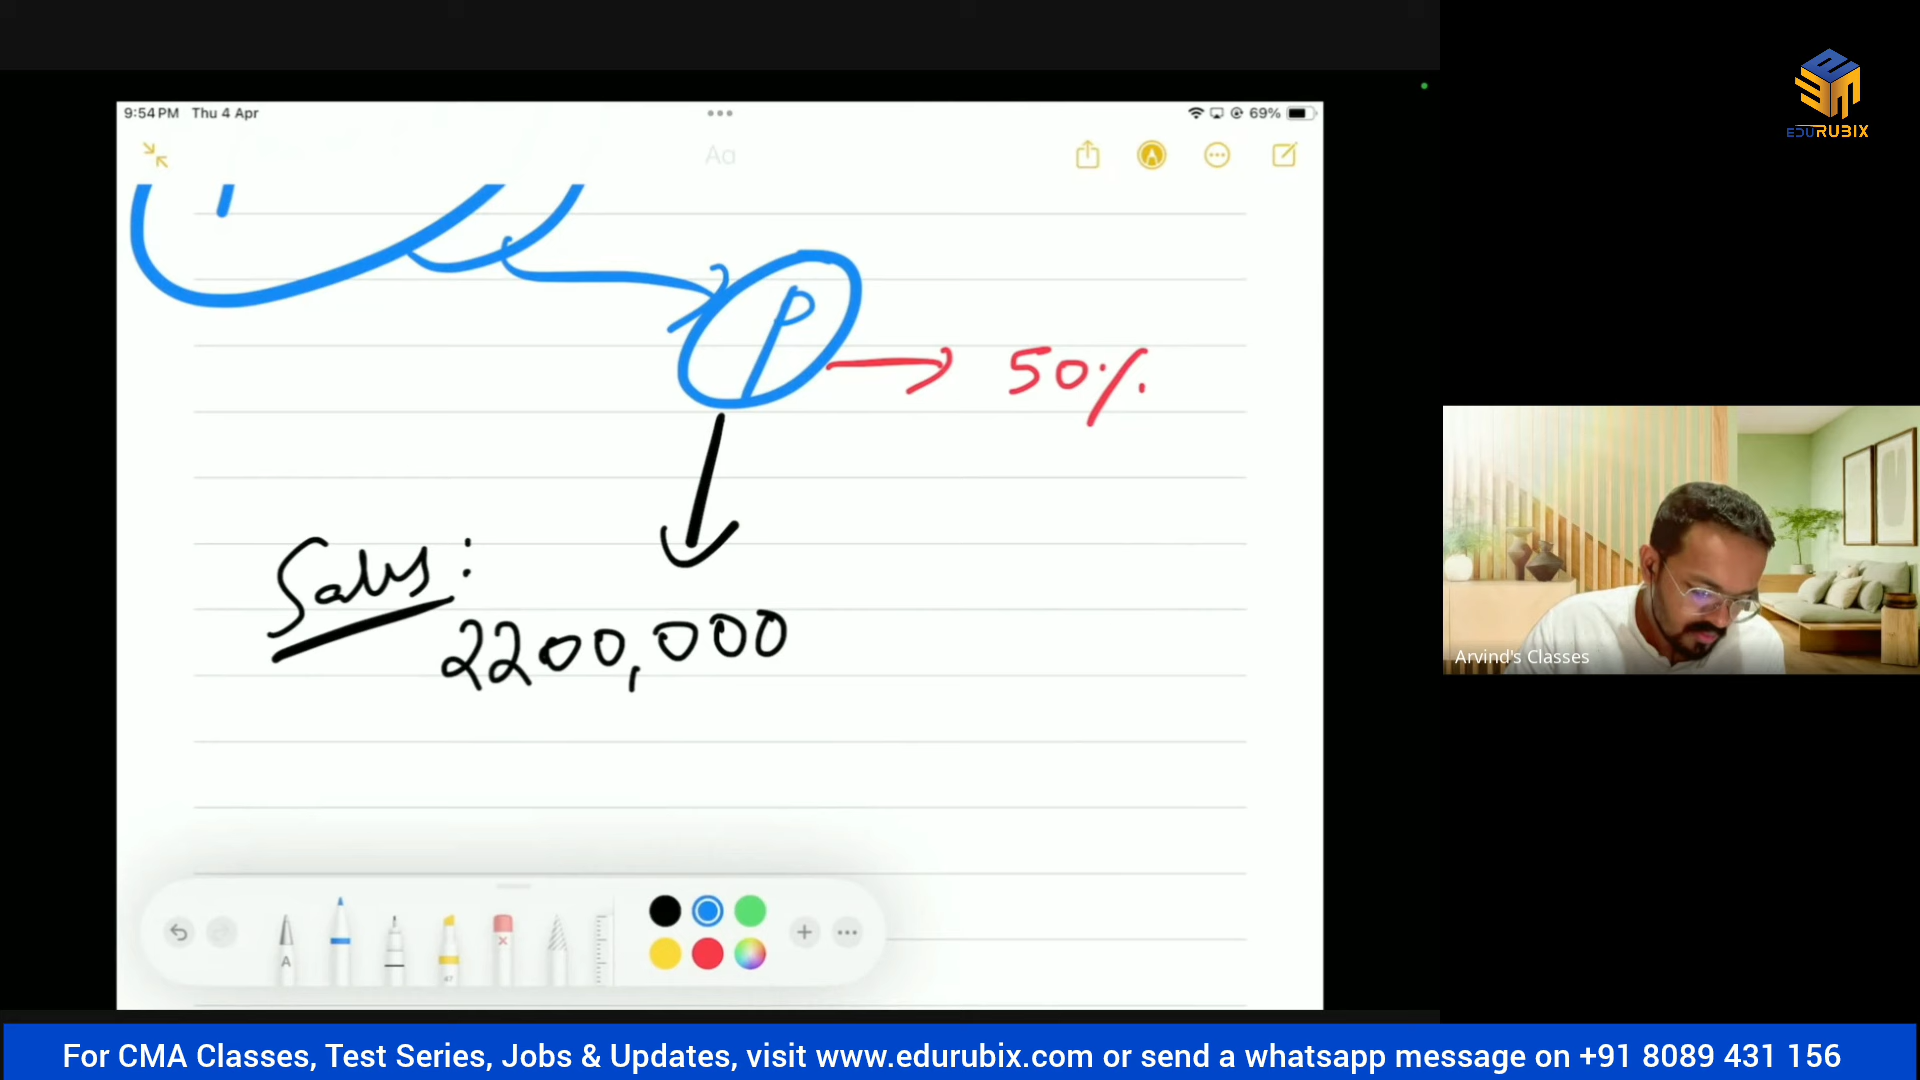 9:54 PM Thu 4 Apr
69%
Aa
P
50%
Sales:
2200,000
A
47
EDURUBIX
Arvind's Classes
For CMA Classes, Test Series, Jobs & Updates, visit www.edurubix.com or send a whatsapp message on +91 8089 431 156